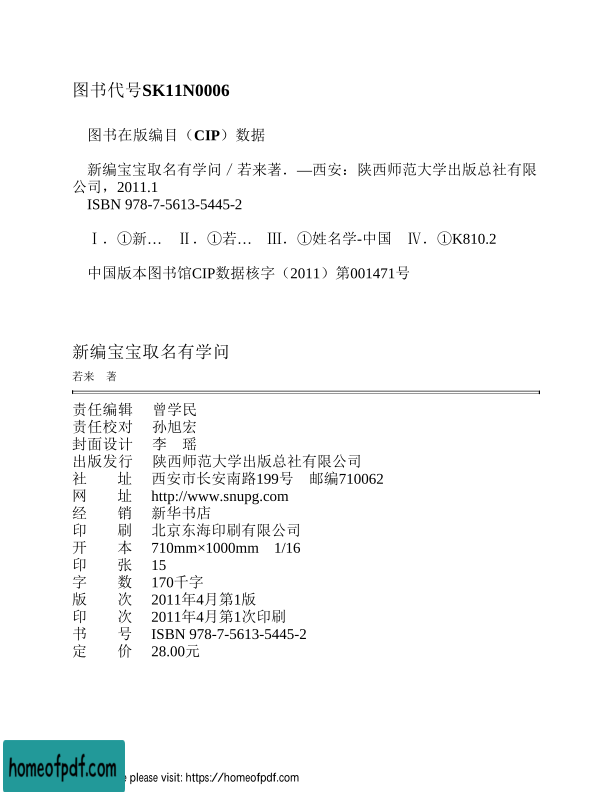 图书代号SK11N0006
图书在版编目（CIP）数据
新编宝宝取名有学问／若来著．—西安：陕西师范大学出版总社有限
公司，2011.1
ISBN 978-7-5613-5445-2
Ⅰ．①新…　Ⅱ．①若…　Ⅲ．①姓名学-中国　Ⅳ．①K810.2
中国版本图书馆CIP数据核字（2011）第001471号
新编宝宝取名有学问
若来　著
责任编辑　曾学民
责任校对　孙旭宏
封面设计　李　瑶
出版发行　陕西师范大学出版总社有限公司
社　　址　西安市长安南路199号　邮编710062
网　　址　http://www.snupg.com
经　　销　新华书店
印　　刷　北京东海印刷有限公司
开　　本　710mm×1000mm　1/16
印　　张　15
字　　数　170千字
版　　次　2011年4月第1版
印　　次　2011年4月第1次印刷
书　　号　ISBN 978-7-5613-5445-2
定　　价　28.00元
homeofpdf.com
please visit: https://homeofpdf.com